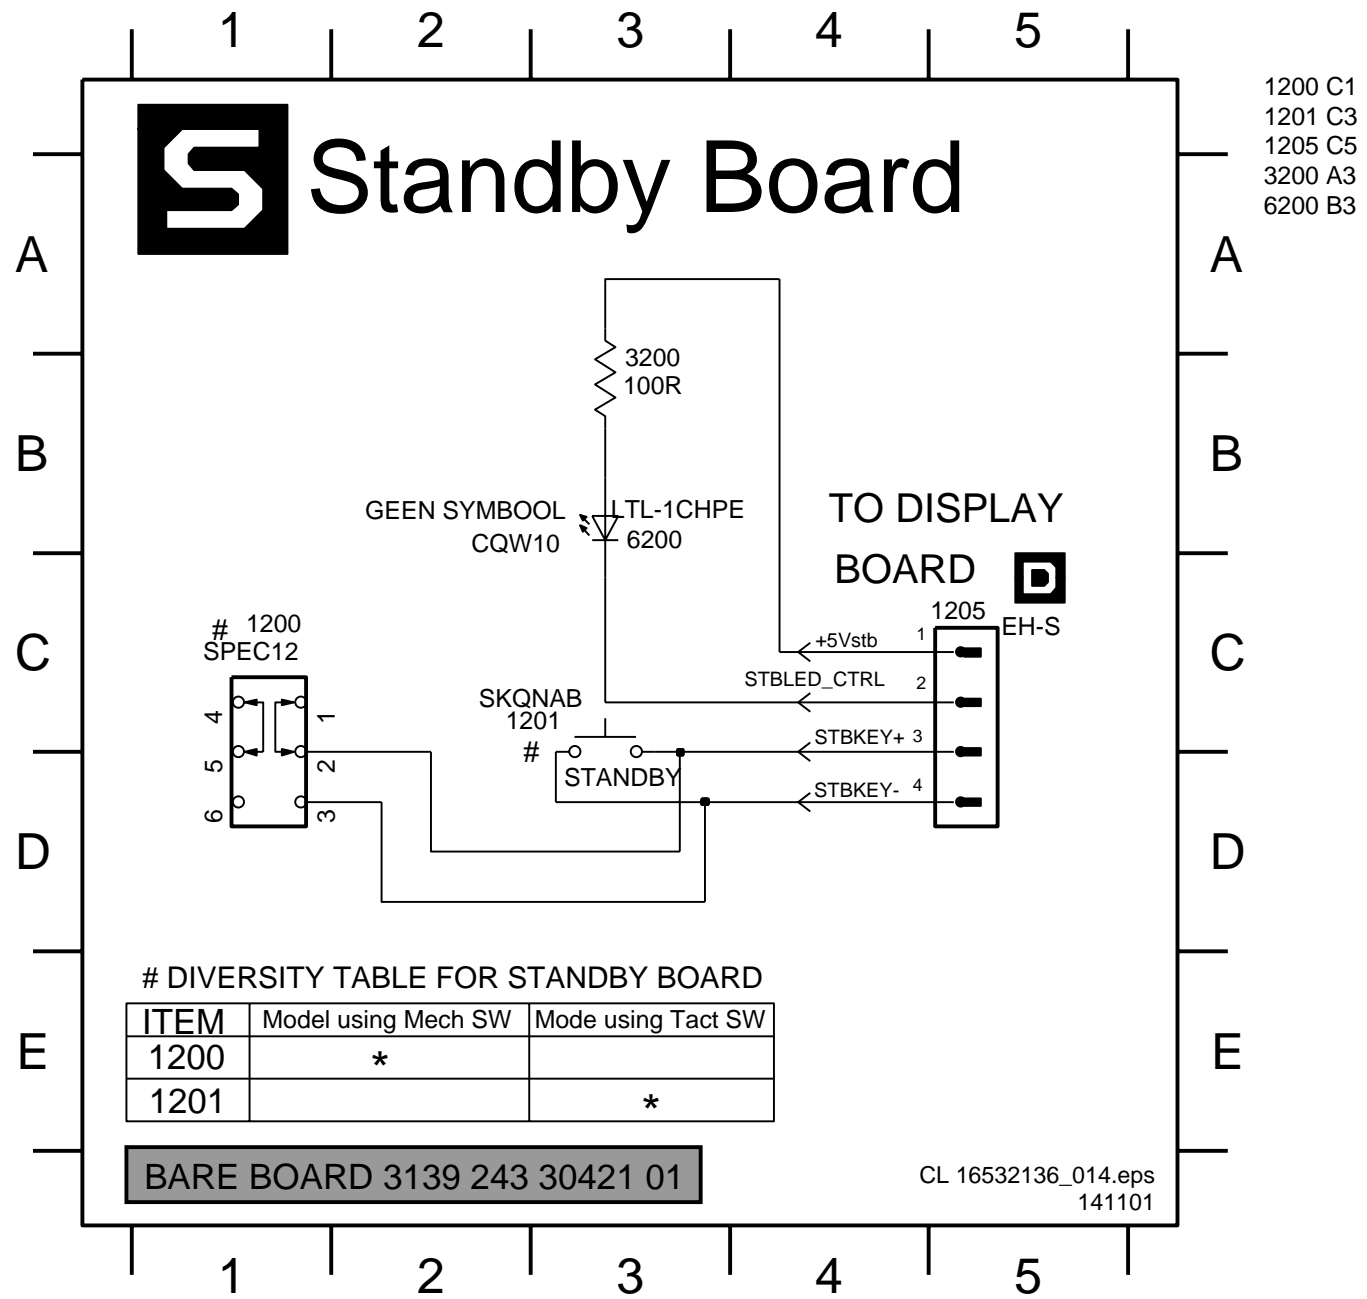 1 2 3 4 5
1200 C1
1201 C3
1205 C5
3200 A3
6200 B3
S Standby Board
A A
3200
100R
B B
GEEN SYMBOOL LTL-1CHPE
CQW10 6200
TO DISPLAY
BOARD D
1205
EH-S
# 1200
SPEC12
C C
+5Vstb 1
STBLED_CTRL 2
SKQNAB
1201
#
STANDBY
STBKEY+ 3
STBKEY- 4
4 1
5 2
6 3
D D
# DIVERSITY TABLE FOR STANDBY BOARD
ITEM Model using Mech SW Mode using Tact SW
1200 *
1201 *
E E
BARE BOARD 3139 243 30421 01
CL 16532136_014.eps
141101
1 2 3 4 5